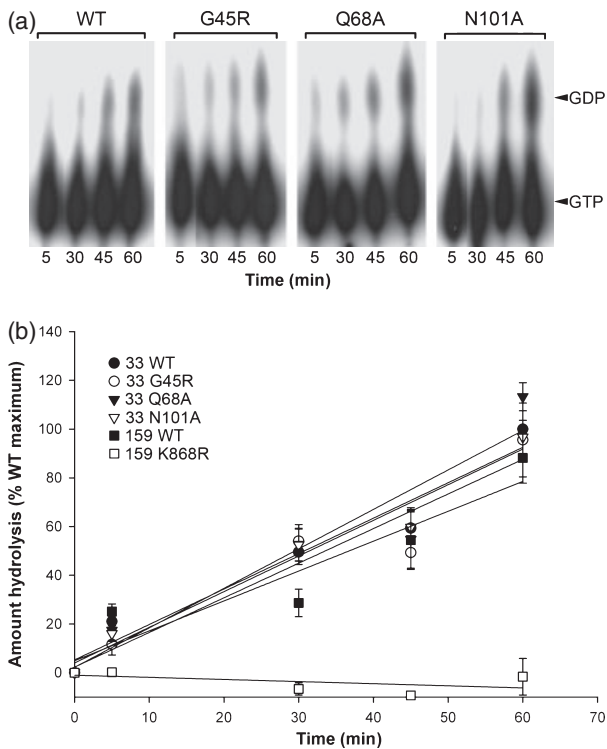 (a)
WT G45R Q68A N101A
GDP
GTP
5 30 45 60 5 30 45 60 5 30 45 60 5 30 45 60
Time (min)
(b)
140
120
100
80
60
40
20
0
Amount hydrolysis (% WT maximum)
33 WT
33 G45R
33 Q68A
33 N101A
159 WT
159 K868R
0 10 20 30 40 50 60 70
Time (min)